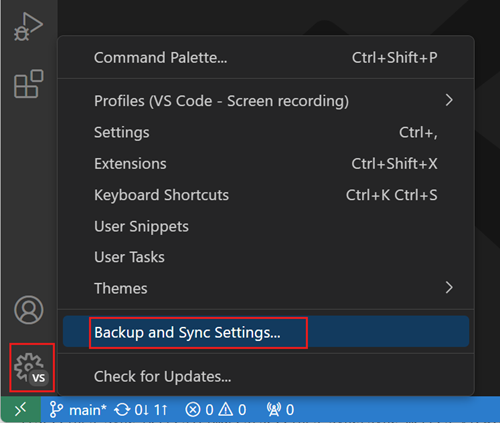 Command Palette... Ctrl+Shift+P
Profiles (VS Code - Screen recording)
Settings Ctrl+,
Extensions Ctrl+Shift+X
Keyboard Shortcuts Ctrl+K Ctrl+S
User Snippets
User Tasks
Themes
Backup and Sync Settings...
VS
Check for Updates...
main* 0↓ 1↑ 0 0 0